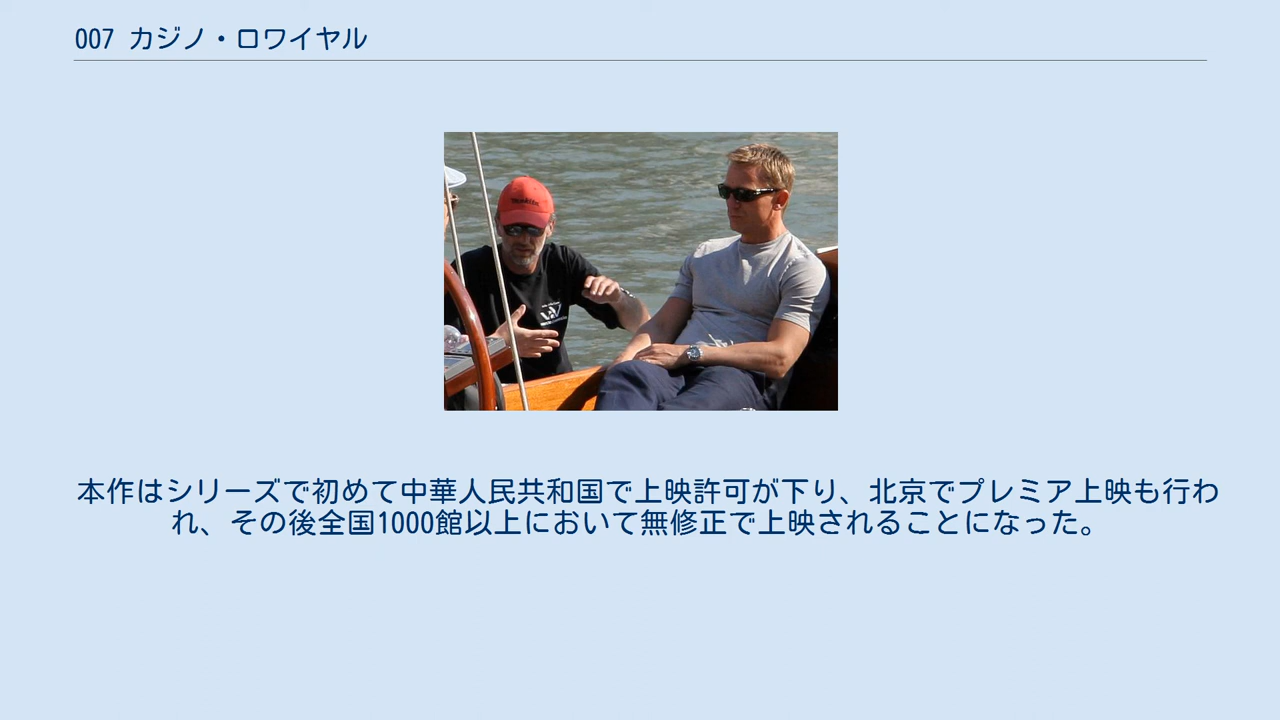 007 カジノ・ロワイヤル
本作はシリーズで初めて中華人民共和国で上映許可が下り、北京でプレミア上映も行わ
れ、その後全国1000館以上において無修正で上映されることになった。